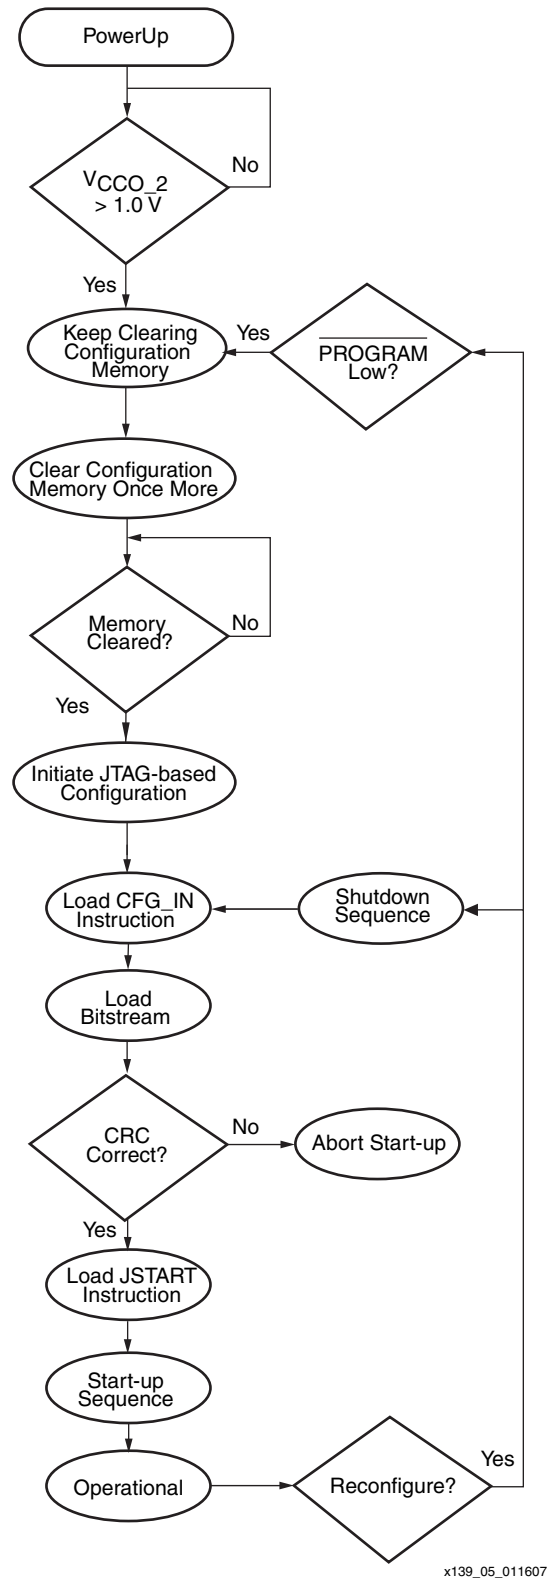 PowerUp
VCCO_2
> 1.0 V
No
Yes
Keep Clearing
Configuration
Memory
Yes
PROGRAM
Low?
Clear Configuration
Memory Once More
Memory
Cleared?
No
Yes
Initiate JTAG-based
Configuration
Load CFG_IN
Instruction
Shutdown
Sequence
Load
Bitstream
CRC
Correct?
No
Abort Start-up
Yes
Load JSTART
Instruction
Start-up
Sequence
Operational
Reconfigure?
Yes
x139_05_011607